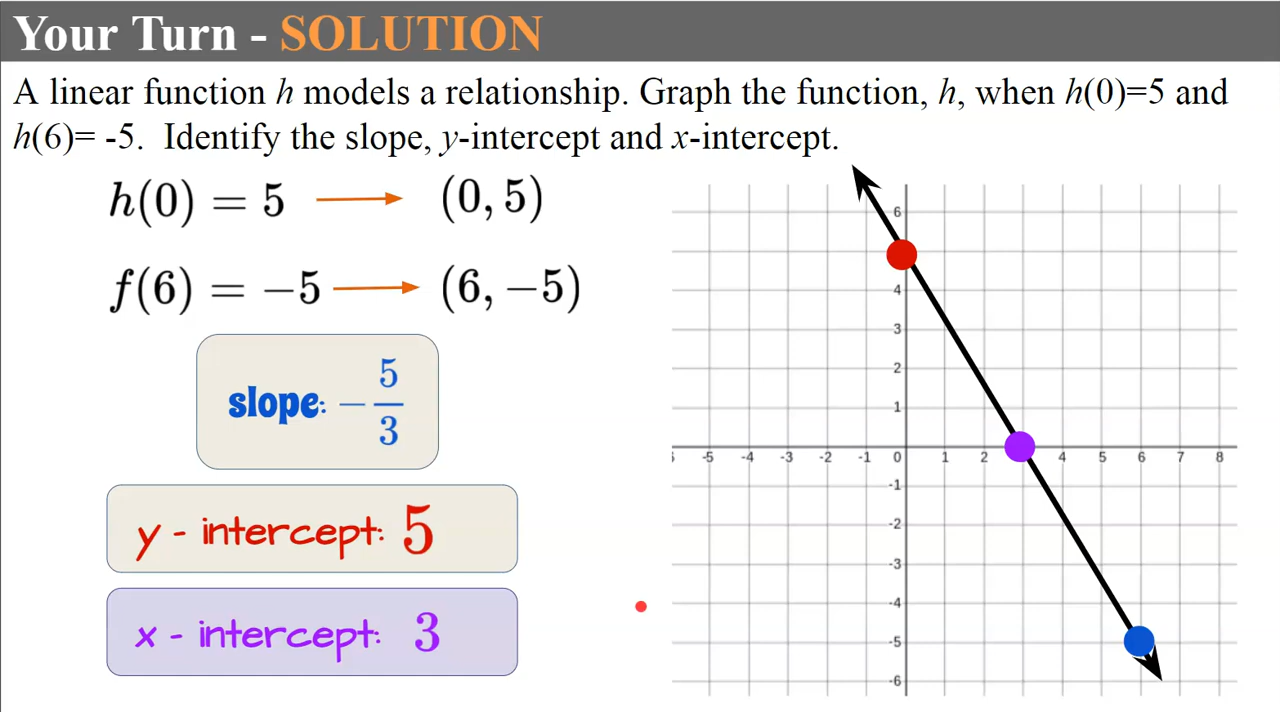 Your Turn - SOLUTION
A linear function h models a relationship. Graph the function, h, when h(0)=5 and
h(6)= -5.  Identify the slope, y-intercept and x-intercept.
h(0) = 5 → (0, 5)
f(6) = −5 → (6, −5)
slope: −5/3
y - intercept: 5
x - intercept: 3
6
4
3
2
1
-5 -4 -3 -2 -1 0 1 2 4 5 6 7 8
-1
-2
-3
-4
-5
-6